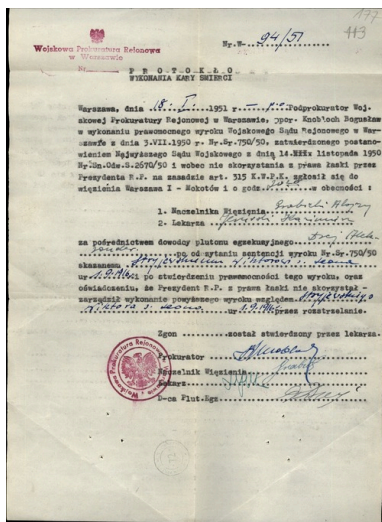 177
113
Nr.W- 94/51
Wojskowa Prokuratura Rejonowa
w Warszawie
Nr.
P R O T O K Ó Ł
WYKONANIA KARY ŚMIERCI
Warszawa, dnia 18. I. 1951 r Podprokurator Woj
skowej Prokuratury Rejonowej w Warszawie, ppor. Knobloch Bogusław
w wykonaniu prawomocnego wyroku Wojskowego Sądu Rejonowego w War-
szawie z dnia 3.VII.1950 r Nr.Sr.750/50, zatwierdzonego postano-
wieniem Najwyższego Sądu Wojskowego z dnia 14. listopada 1950
Nr.Sn.Odw.S.2670/50 i wobec nie skorzystania z prawa łaski przez
Prezydenta R.P. na zasadzie art. 315 K.W.P.K. zgłosił się do
więzienia Warszawa I - Mokotów i o godz. w obecności :
1. Naczelnika Więzienia
2. Lekarza
za pośrednictwem dowódcy plutonu egzekucyjnego
po odczytaniu sentencji wyroku Nr.Sr.750/50
skazanemu
ur po stwierdzeniu prawomocności tego wyroku, oraz
oświadczeniu, że Prezydent R.P. z prawa łaski nie skorzystał -
zarządził wykonanie powyższego wyroku względem
ur 1.9.1916 przez rozstrzelanie.
Zgon został stwierdzony przez lekarza.
Prokurator
Naczelnik Więzienia
Lekarz
D-ca Plut.Egz
Wojskowa Prokuratura Rejonowa w Warszawie